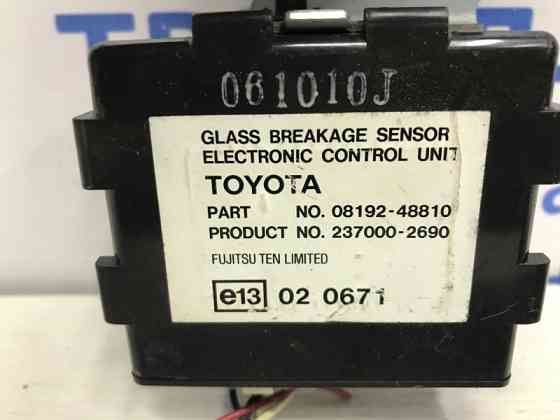 061010J
GLASS BREAKAGE SENSOR
ELECTRONIC CONTROL UNIT
TOYOTA
PART NO. 08192-48810
PRODUCT NO. 237000-2690
FUJITSU TEN LIMITED
e13 02 0671